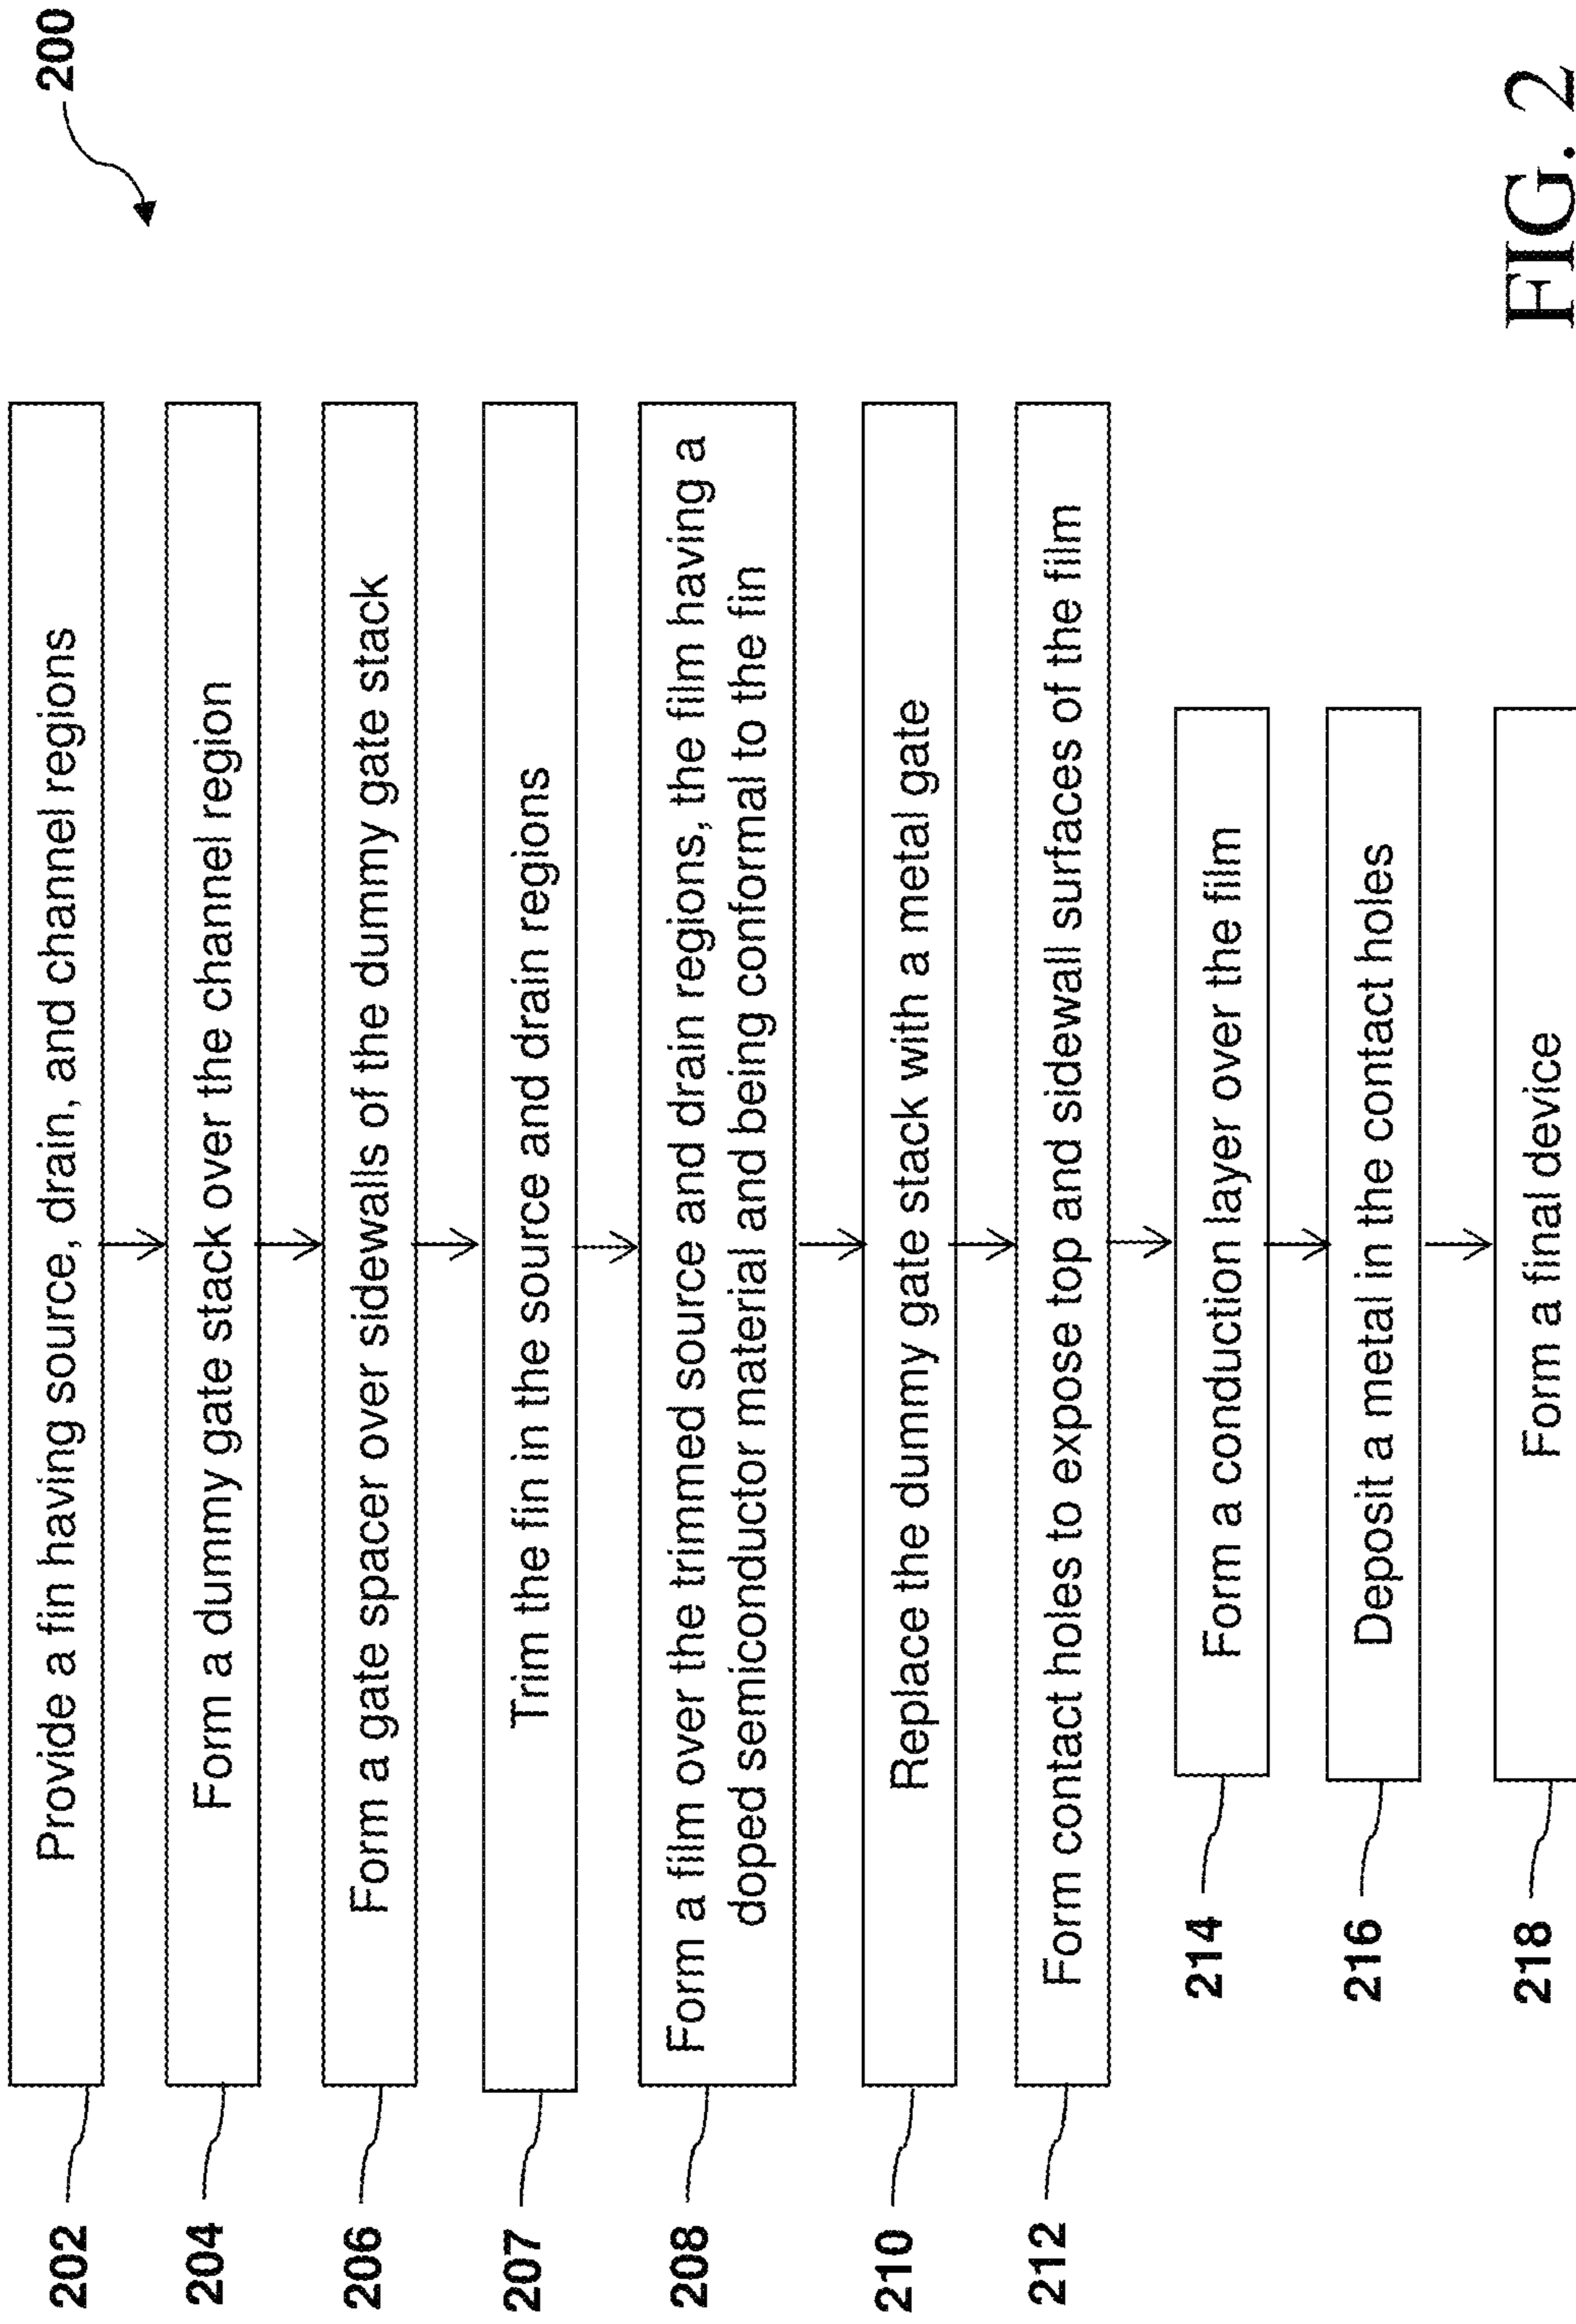 200
202
Provide a fin having source, drain, and channel regions
204
Form a dummy gate stack over the channel region
206
Form a gate spacer over sidewalls of the dummy gate stack
207
Trim the fin in the source and drain regions
208
Form a film over the trimmed source and drain regions, the film having a
doped semiconductor material and being conformal to the fin
210
Replace the dummy gate stack with a metal gate
212
Form contact holes to expose top and sidewall surfaces of the film
214
Form a conduction layer over the film
216
Deposit a metal in the contact holes
218
Form a final device
FIG. 2